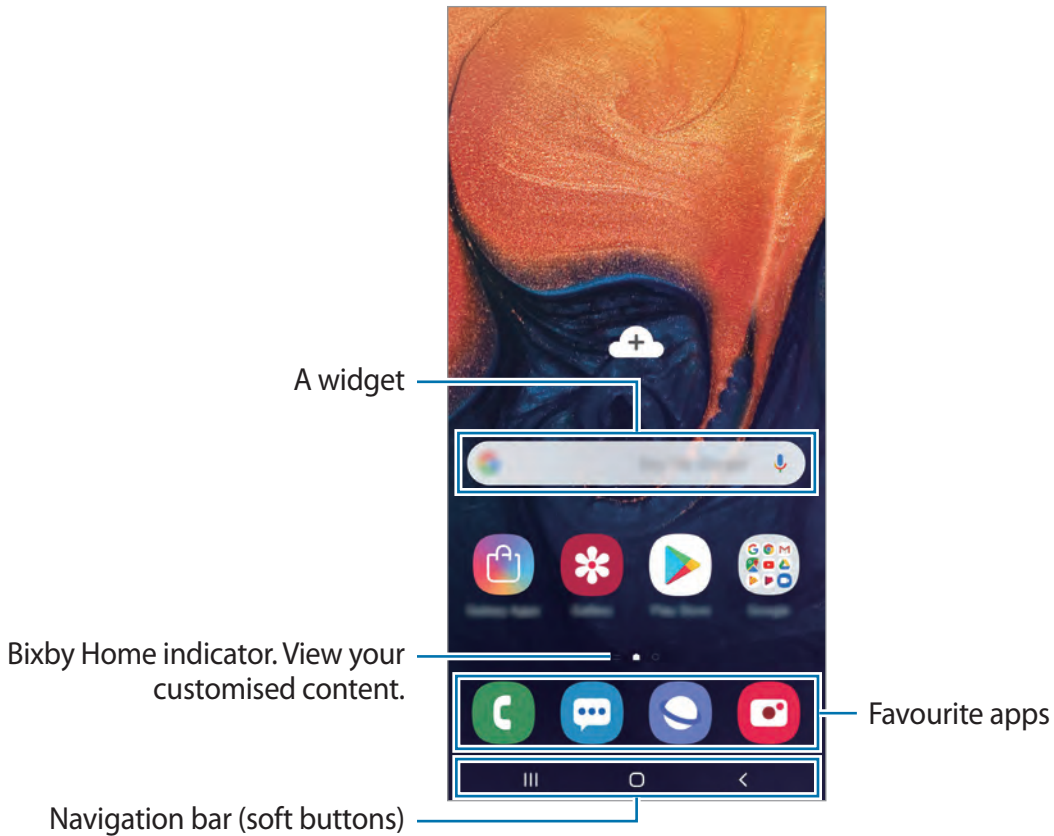 A widget
Bixby Home indicator. View your
customised content.
Favourite apps
Navigation bar (soft buttons)